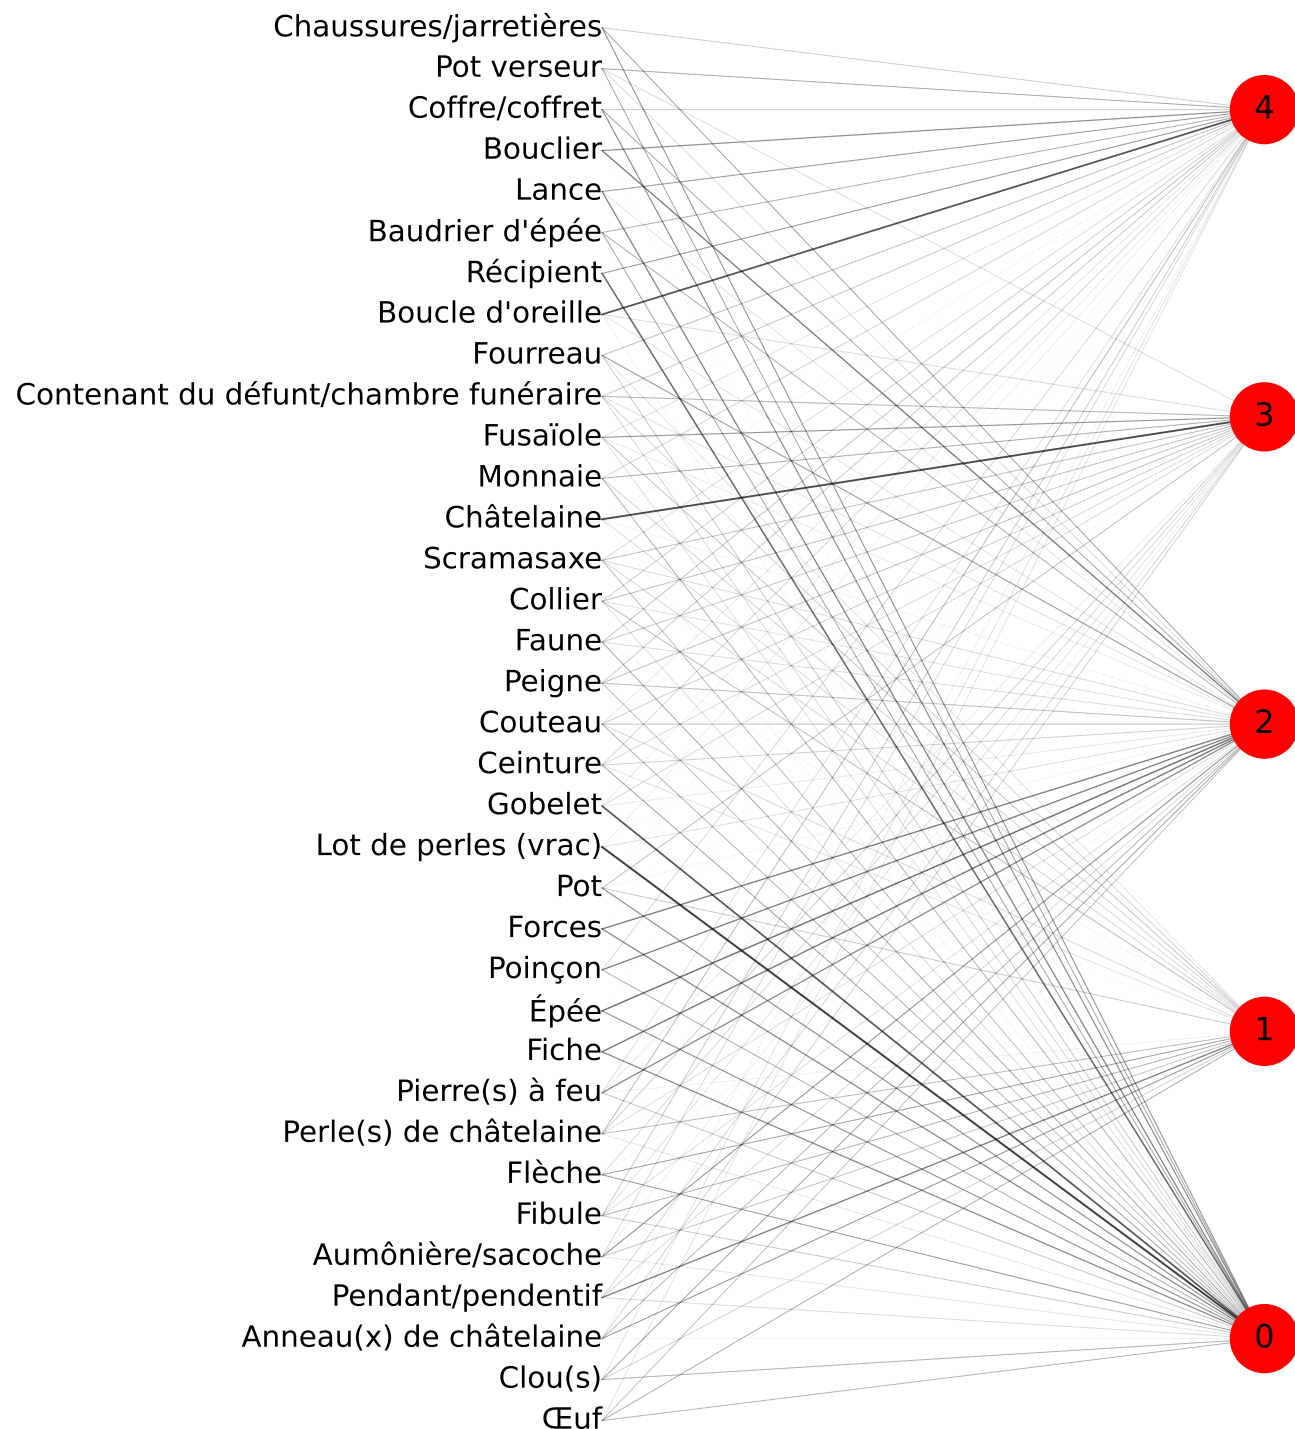 Chaussures/jarretières
Pot verseur
Coffre/coffret
4
Bouclier
Lance
Baudrier d'épée
Récipient
Boucle d'oreille
Fourreau
Contenant du défunt/chambre funéraire
3
Fusaïole
Monnaie
Châtelaine
Scramasaxe
Collier
Faune
Peigne
Couteau
2
Ceinture
Gobelet
Lot de perles (vrac)
Pot
Forces
Poinçon
Épée
1
Fiche
Pierre(s) à feu
Perle(s) de châtelaine
Flèche
Fibule
Aumônière/sacoche
Pendant/pendentif
Anneau(x) de châtelaine
0
Clou(s)
Œuf